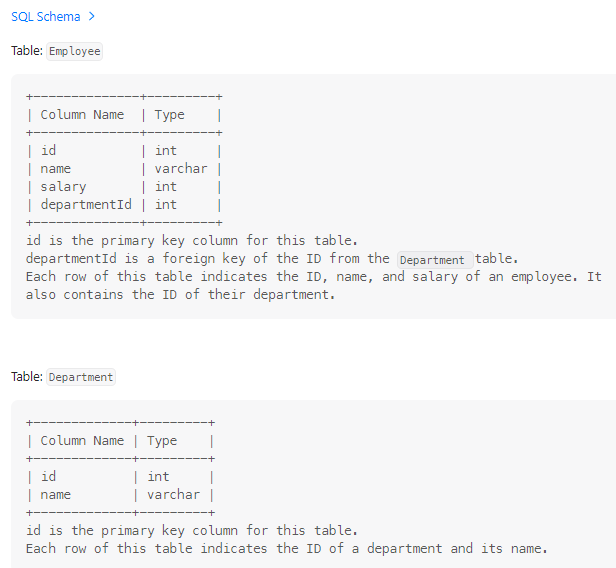 SQL Schema >
Table: Employee
+--------------+---------+
| Column Name  | Type    |
+--------------+---------+
| id           | int     |
| name         | varchar |
| salary       | int     |
| departmentId | int     |
+--------------+---------+
id is the primary key column for this table.
departmentId is a foreign key of the ID from the Department table.
Each row of this table indicates the ID, name, and salary of an employee. It
also contains the ID of their department.
Table: Department
+-------------+---------+
| Column Name | Type    |
+-------------+---------+
| id          | int     |
| name        | varchar |
+-------------+---------+
id is the primary key column for this table.
Each row of this table indicates the ID of a department and its name.